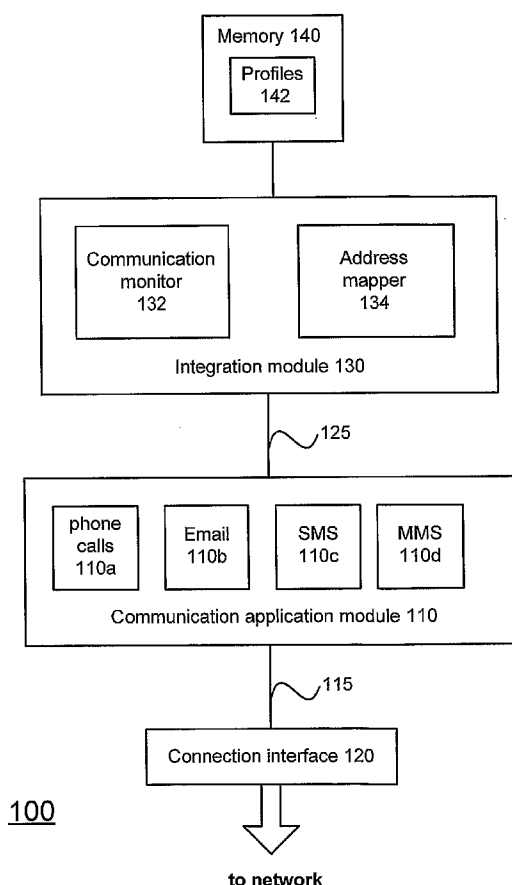 Memory 140
Profiles
142
Communication
monitor
132
Address
mapper
134
Integration module 130
125
phone
calls
110a
Email
110b
SMS
110c
MMS
110d
Communication application module 110
115
Connection interface 120
100
to network